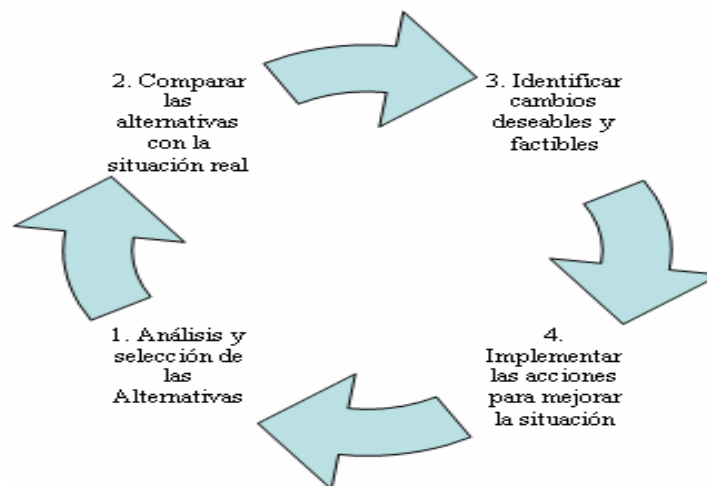 2. Comparar
las
alternativas
con la
situación real
3. Identificar
cambios
deseables y
factibles
1. Análisis y
selección de
las
Alternativas
4.
Implementar
las acciones
para mejorar
la situación